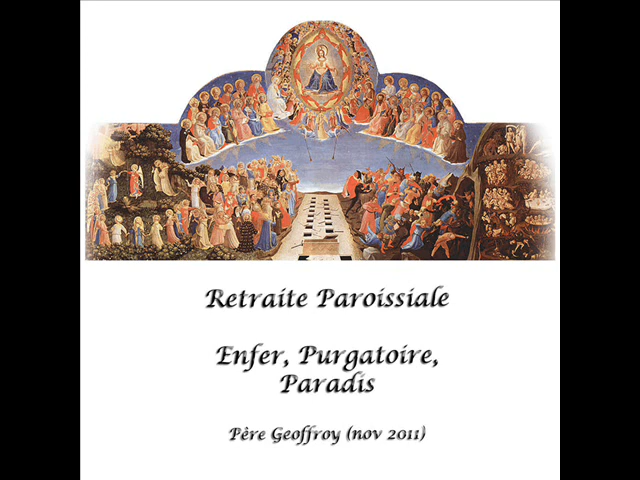 Retraite Paroissiale
Enfer, Purgatoire,
Paradis
Père Geoffroy (nov 2011)